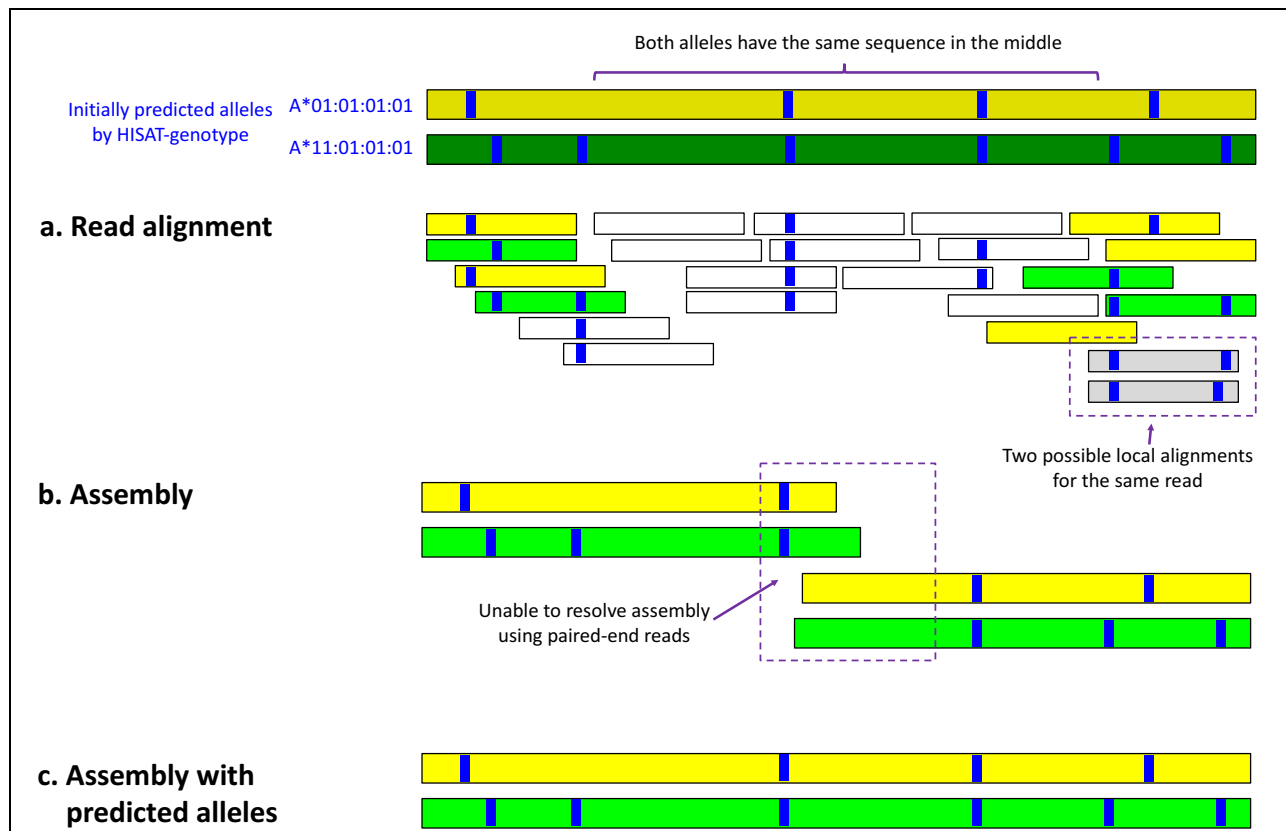 Both alleles have the same sequence in the middle
Initially predicted alleles
by HISAT-genotype
A*01:01:01:01
A*11:01:01:01
a. Read alignment
Two possible local alignments
for the same read
b. Assembly
Unable to resolve assembly
using paired-end reads
c. Assembly with
predicted alleles